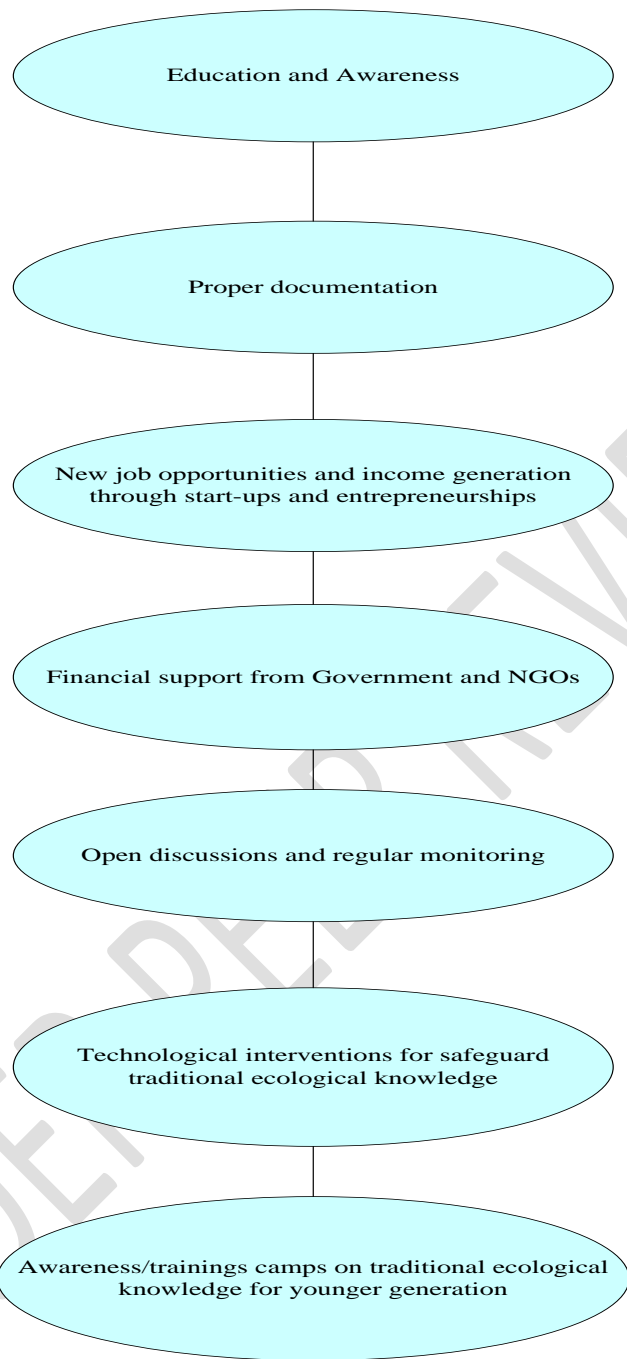 Education and Awareness
Proper documentation
New job opportunities and income generation
through start-ups and entrepreneurships
Financial support from Government and NGOs
Open discussions and regular monitoring
Technological interventions for safeguard
traditional ecological knowledge
Awareness/trainings camps on traditional ecological
knowledge for younger generation